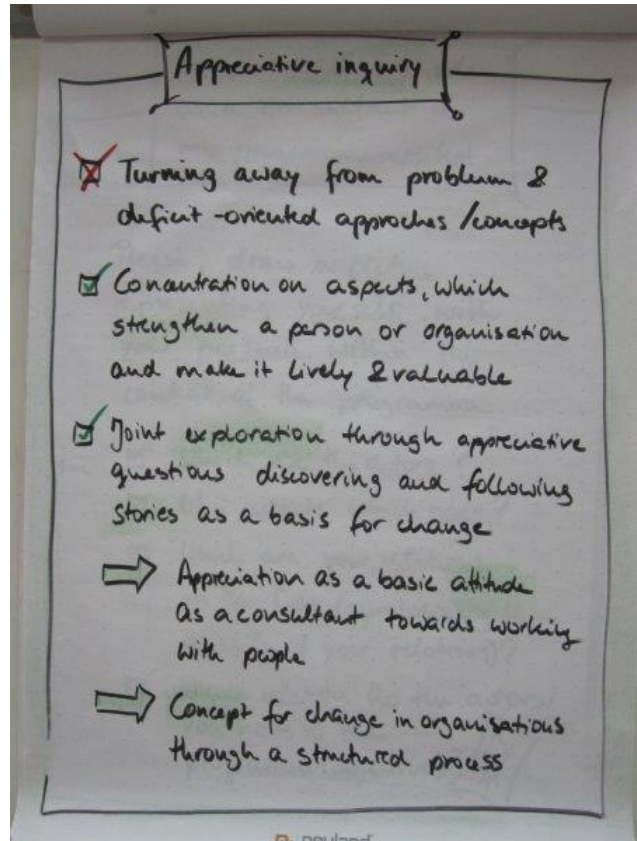 Appreciative inquiry
Turning away from problem &
deficit-oriented approches/concepts
Concentration on aspects, which
strengthen a person or organisation
and make it lively & valuable
Joint exploration through appreciative
questions discovering and following
stories as a basis for change
Appreciation as a basic attitude
as a consultant towards working
with people
Concept for change in organisations
through a structured process